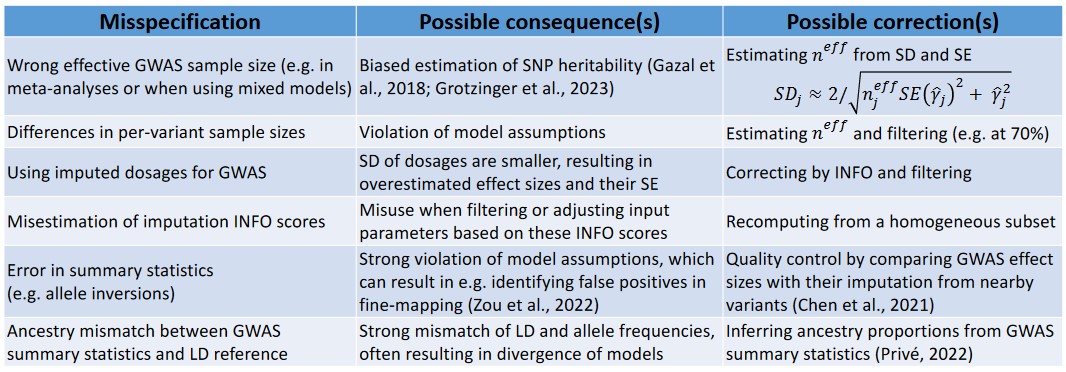 Misspecification
Possible consequence(s)
Possible correction(s)
Wrong effective GWAS sample size (e.g. in
meta-analyses or when using mixed models)
Biased estimation of SNP heritability (Gazal et
al., 2018; Grotzinger et al., 2023)
Estimating n^eff from SD and SE
SD_j ≈ 2/√(n_j^eff SE(γ̂_j)^2 + γ̂_j^2)
Differences in per-variant sample sizes
Violation of model assumptions
Estimating n^eff and filtering (e.g. at 70%)
Using imputed dosages for GWAS
SD of dosages are smaller, resulting in
overestimated effect sizes and their SE
Correcting by INFO and filtering
Misestimation of imputation INFO scores
Misuse when filtering or adjusting input
parameters based on these INFO scores
Recomputing from a homogeneous subset
Error in summary statistics
(e.g. allele inversions)
Strong violation of model assumptions, which
can result in e.g. identifying false positives in
fine-mapping (Zou et al., 2022)
Quality control by comparing GWAS effect
sizes with their imputation from nearby
variants (Chen et al., 2021)
Ancestry mismatch between GWAS
summary statistics and LD reference
Strong mismatch of LD and allele frequencies,
often resulting in divergence of models
Inferring ancestry proportions from GWAS
summary statistics (Privé, 2022)